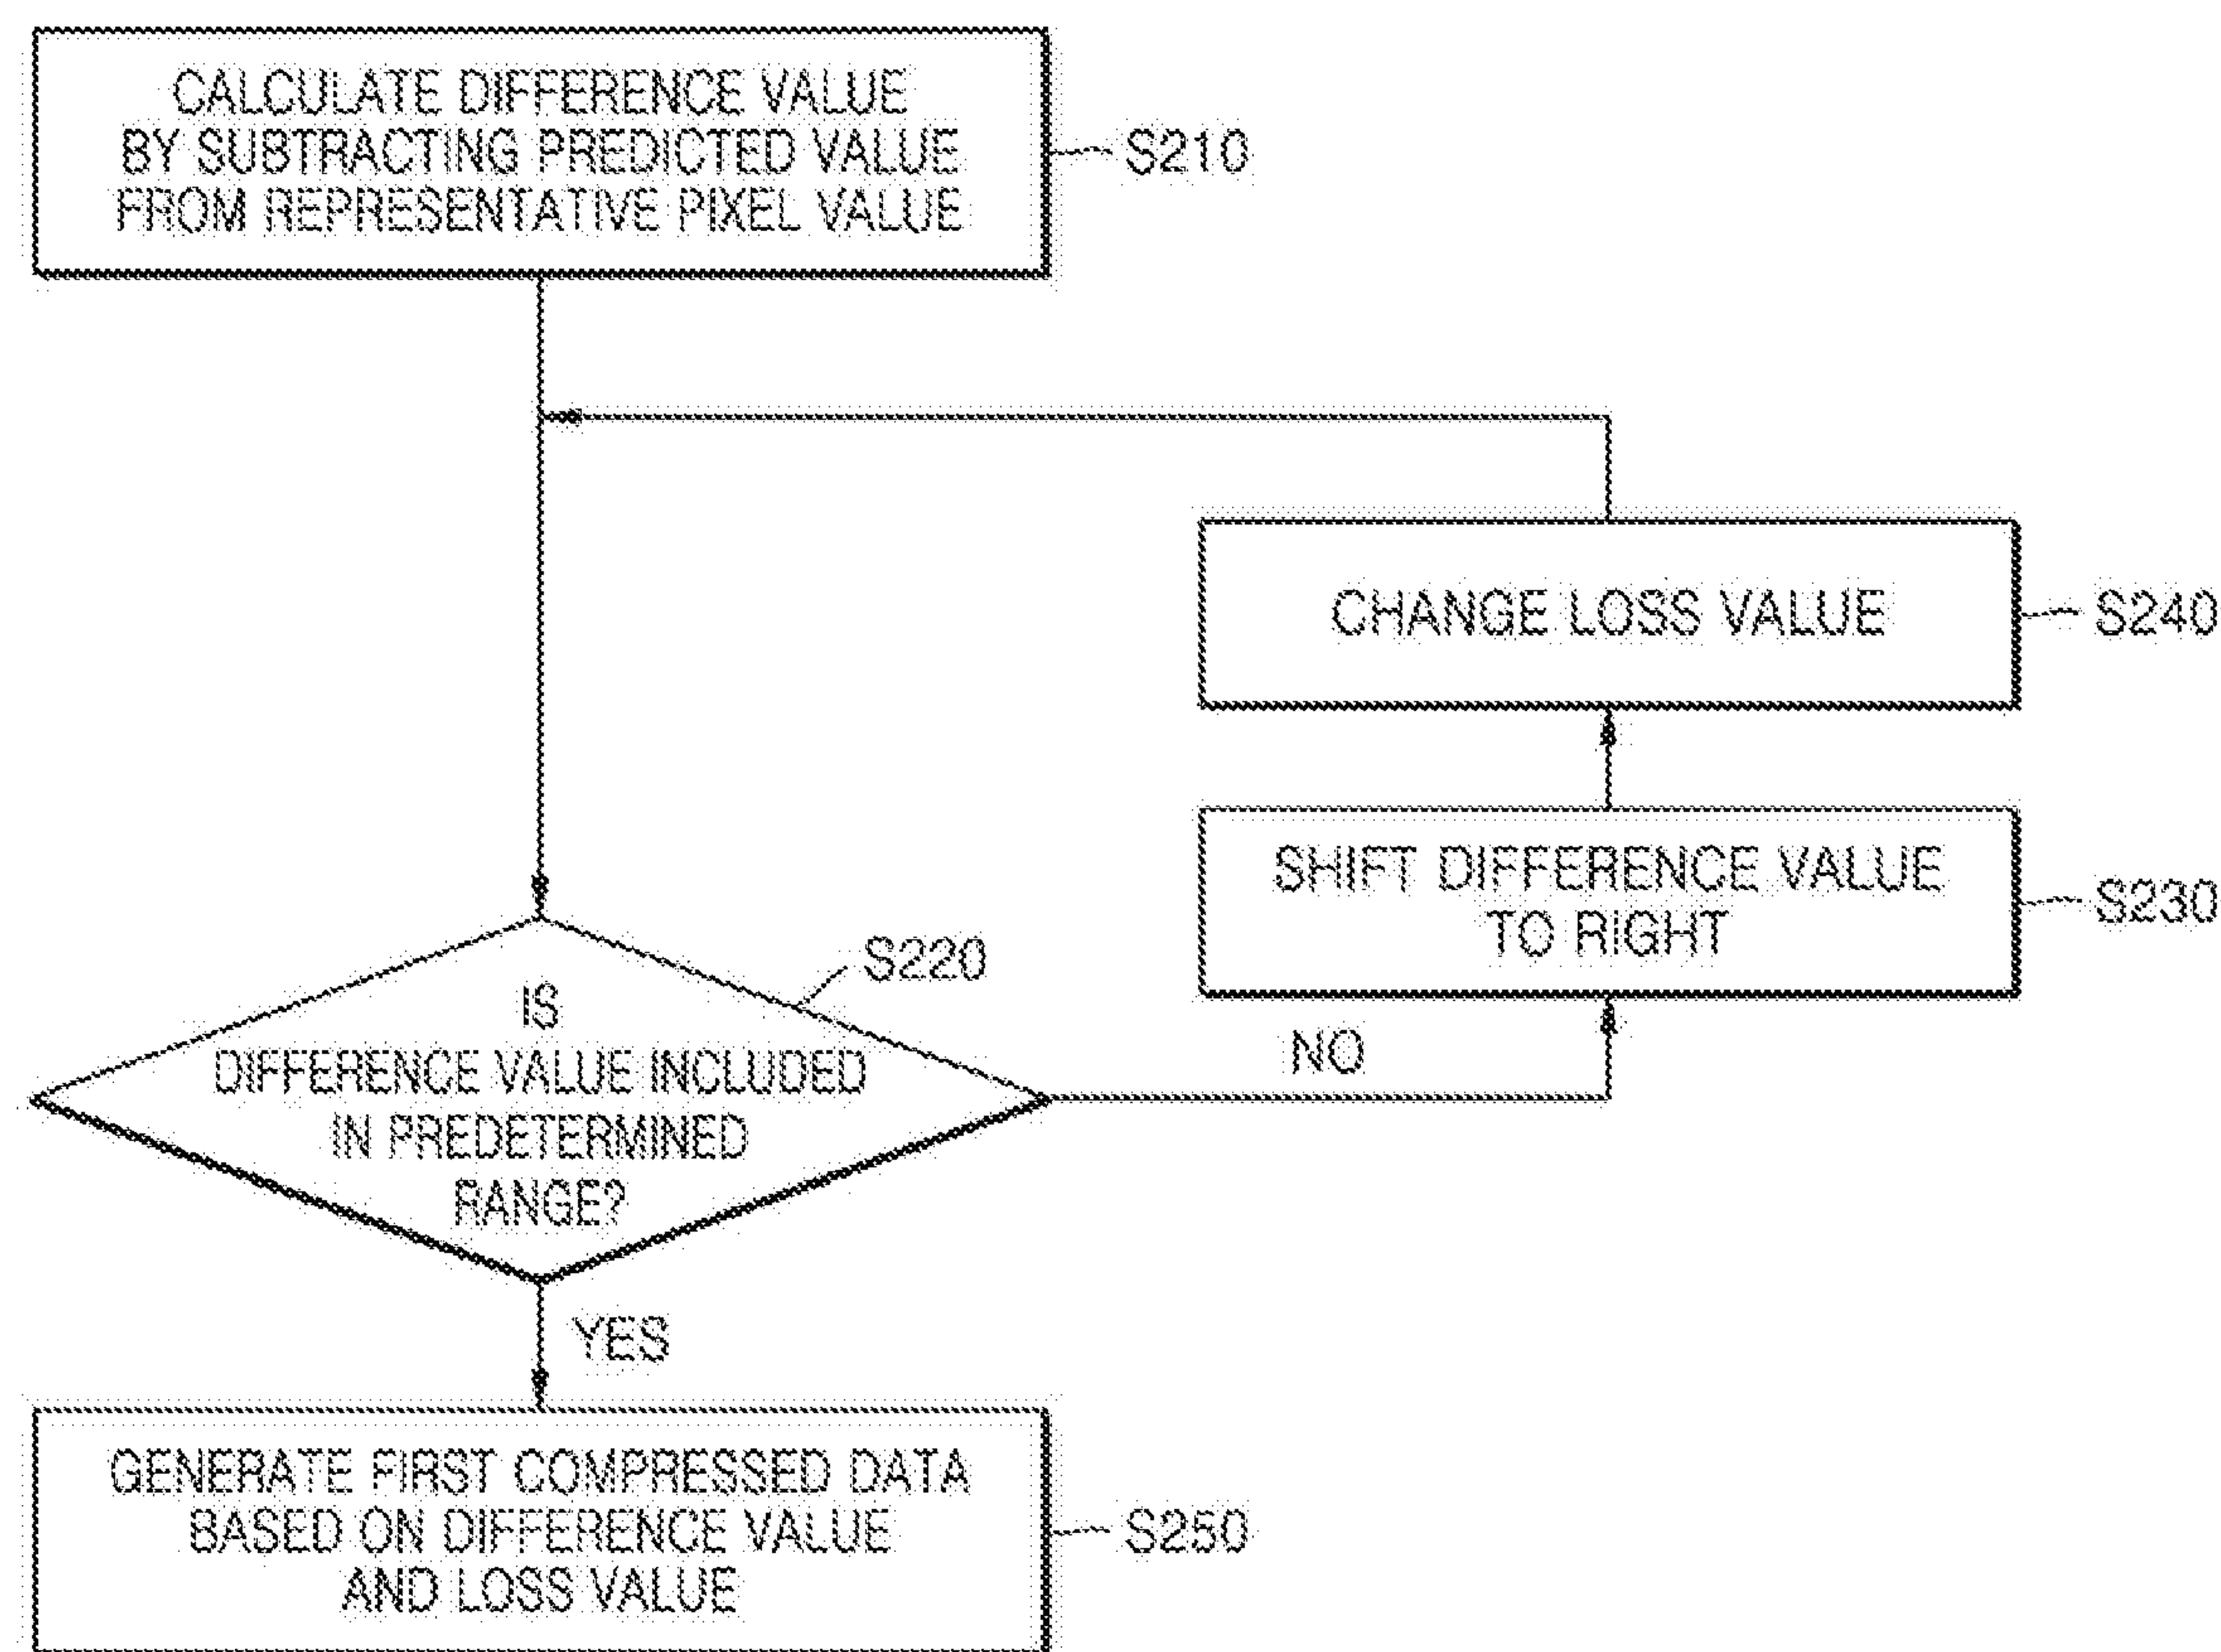 CALCULATE DIFFERENCE VALUE
BY SUBTRACTING PREDICTED VALUE
FROM REPRESENTATIVE PIXEL VALUE
S210
CHANGE LOSS VALUE
S240
SHIFT DIFFERENCE VALUE
TO RIGHT
S230
S220
IS
DIFFERENCE VALUE INCLUDED
IN PREDETERMINED
RANGE?
NO
YES
GENERATE FIRST COMPRESSED DATA
BASED ON DIFFERENCE VALUE
AND LOSS VALUE
S250